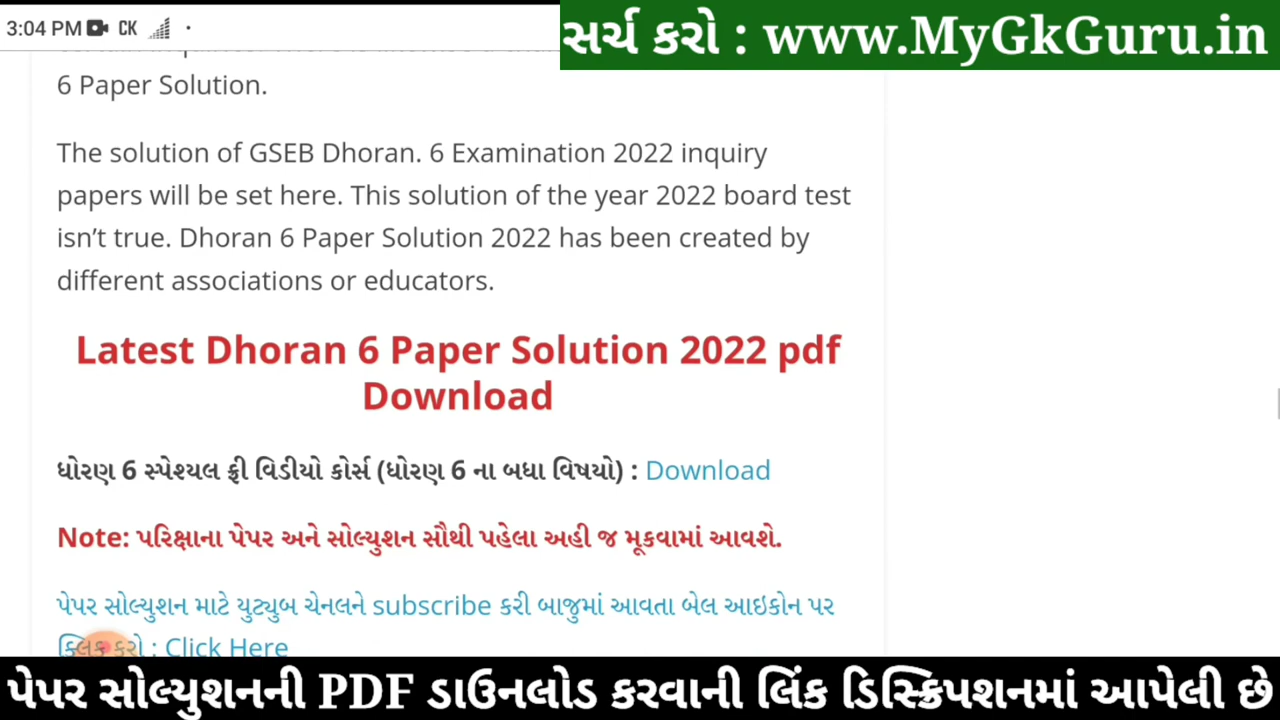 3:04 PM CK
સર્ચ કરો : www.MyGkGuru.in
6 Paper Solution.
The solution of GSEB Dhoran. 6 Examination 2022 inquiry
papers will be set here. This solution of the year 2022 board test
isn’t true. Dhoran 6 Paper Solution 2022 has been created by
different associations or educators.
Latest Dhoran 6 Paper Solution 2022 pdf
Download
ધોરણ 6 સ્પેશ્યલ ફ્રી વિડીયો કોર્સ (ધોરણ 6 ના બધા વિષયો) : Download
Note: પરિક્ષાના પેપર અને સોલ્યુશન સૌથી પહેલા અહી જ મૂકવામાં આવશે.
પેપર સોલ્યુશન માટે યુટ્યુબ ચેનલને subscribe કરી બાજુમાં આવતા બેલ આઇકોન પર
ક્લિક કરો : Click Here
પેપર સોલ્યુશનની PDF ડાઉનલોડ કરવાની લિંક ડિસ્ક્રિપશનમાં આપેલી છે